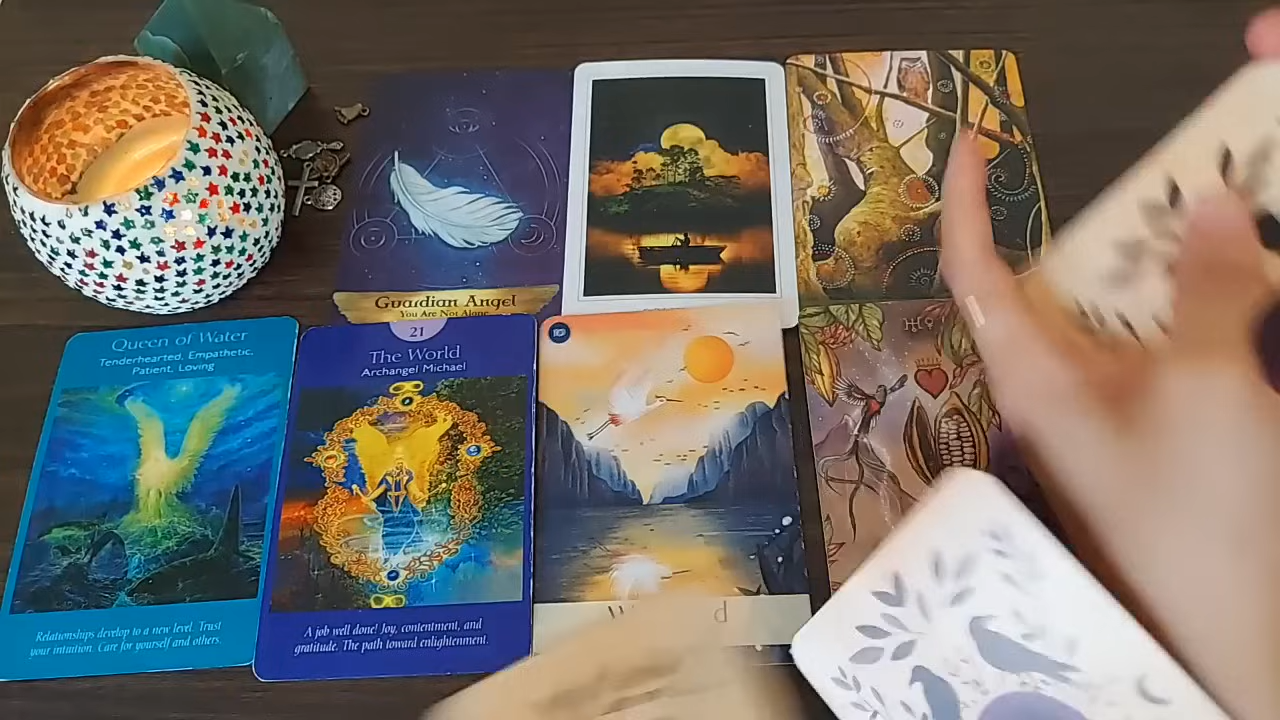 Guardian Angel
You Are Not Alone
Queen of Water
Tenderhearted, Empathetic,
Patient, Loving
Relationships develop to a new level. Trust
your intuition. Care for yourself and others.
21
The World
Archangel Michael
A job well done! Joy, contentment, and
gratitude. The path toward enlightenment.